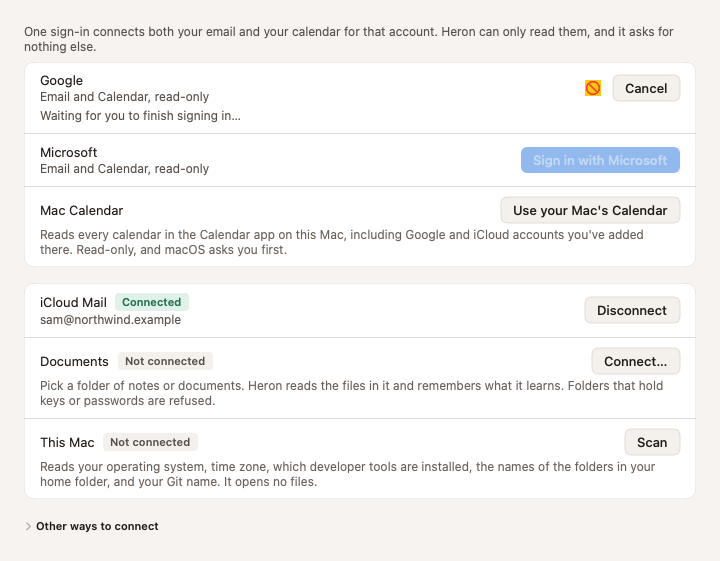 One sign-in connects both your email and your calendar for that account. Heron can only read them, and it asks for
nothing else.
Google
Email and Calendar, read-only
Waiting for you to finish signing in…
Cancel
Microsoft
Email and Calendar, read-only
Sign in with Microsoft
Mac Calendar
Use your Mac's Calendar
Reads every calendar in the Calendar app on this Mac, including Google and iCloud accounts you've added
there. Read-only, and macOS asks you first.
iCloud Mail Connected
sam@northwind.example
Disconnect
Documents Not connected
Connect…
Pick a folder of notes or documents. Heron reads the files in it and remembers what it learns. Folders that hold
keys or passwords are refused.
This Mac Not connected
Scan
Reads your operating system, time zone, which developer tools are installed, the names of the folders in your
home folder, and your Git name. It opens no files.
Other ways to connect